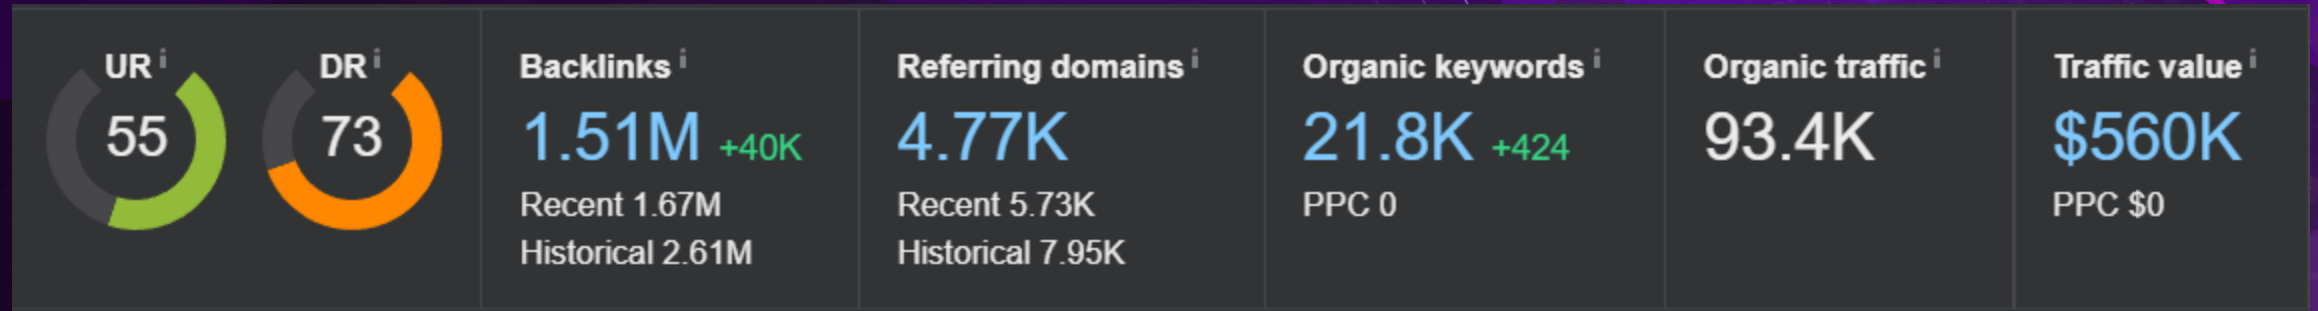 UR i
55
DR i
73
Backlinks i
1.51M +40K
Recent 1.67M
Historical 2.61M
Referring domains i
4.77K
Recent 5.73K
Historical 7.95K
Organic keywords i
21.8K +424
PPC 0
Organic traffic i
93.4K
Traffic value i
$560K
PPC $0